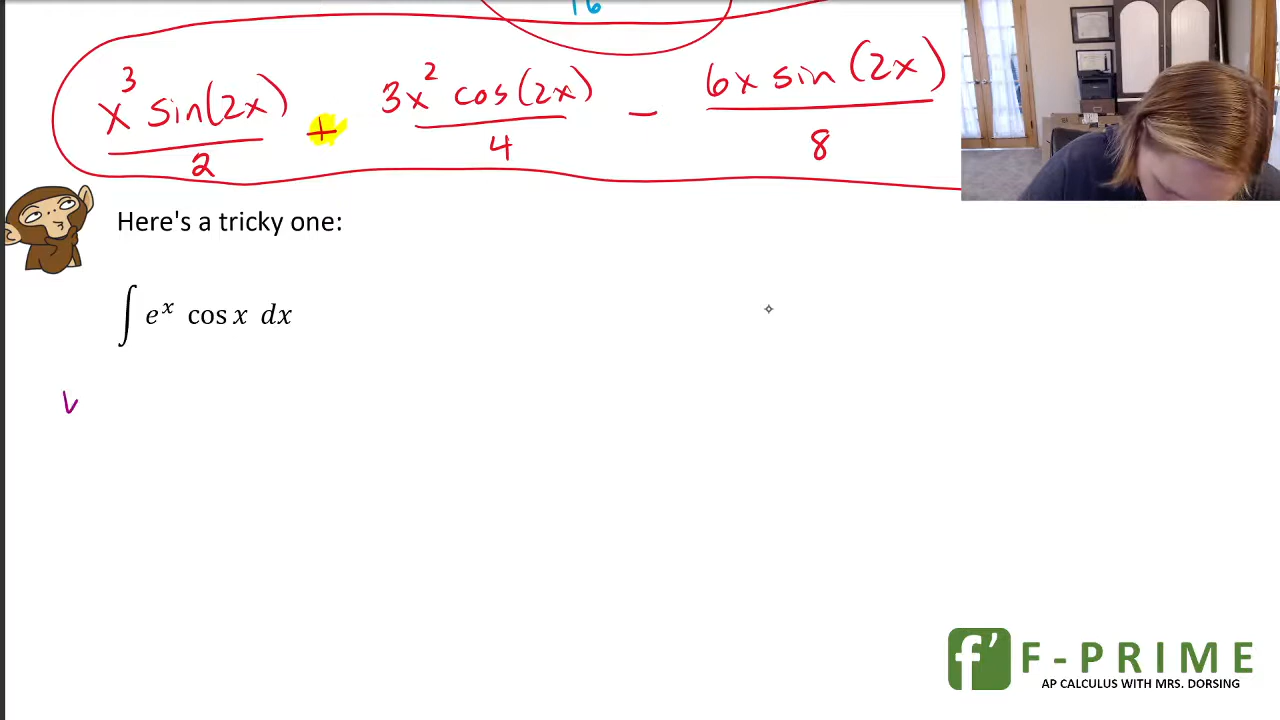 16
x³ sin(2x)/2 + 3x² cos(2x)/4 − 6x sin(2x)/8
Here's a tricky one:
∫ eˣ cos x dx
f' F-PRIME
AP CALCULUS WITH MRS. DORSING